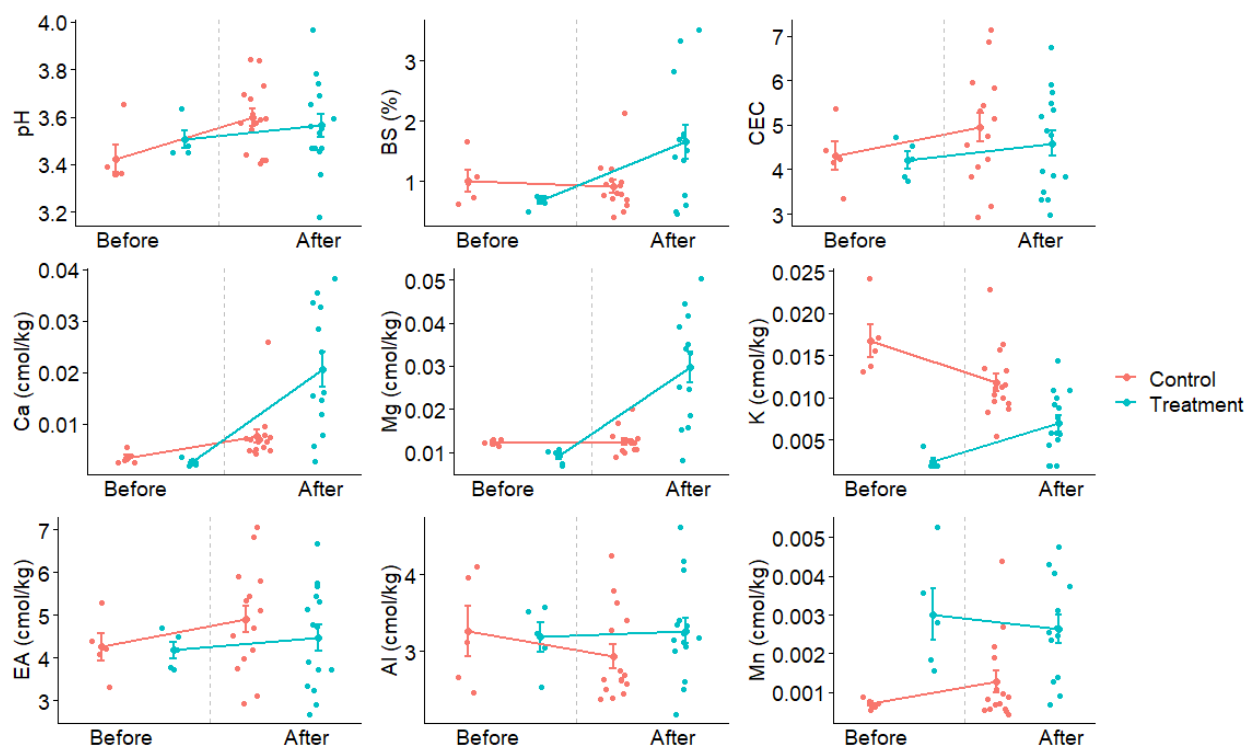 pH
4.0
3.8
3.6
3.4
3.2
Before
After
BS (%)
3
2
1
Before
After
CEC
7
6
5
4
3
Before
After
Ca (cmol/kg)
0.04
0.03
0.02
0.01
Before
After
Mg (cmol/kg)
0.05
0.04
0.03
0.02
0.01
Before
After
K (cmol/kg)
0.025
0.020
0.015
0.010
0.005
Before
After
Control
Treatment
EA (cmol/kg)
7
6
5
4
3
Before
After
Al (cmol/kg)
4
3
Before
After
Mn (cmol/kg)
0.005
0.004
0.003
0.002
0.001
Before
After